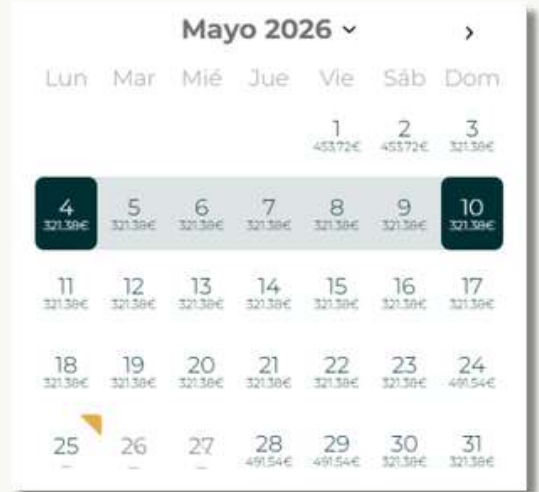 Mayo 2026
Lun Mar Mié Jue Vie Sáb Dom
1 2 3
453.72€ 453.72€ 321.38€
4 5 6 7 8 9 10
321.38€ 321.38€ 321.38€ 321.38€ 321.38€ 321.38€ 321.38€
11 12 13 14 15 16 17
321.38€ 321.38€ 321.38€ 321.38€ 321.38€ 321.38€ 321.38€
18 19 20 21 22 23 24
321.38€ 321.38€ 321.38€ 321.38€ 321.38€ 321.38€ 491.54€
25 26 27 28 29 30 31
– – – 491.54€ 491.54€ 321.38€ 321.38€